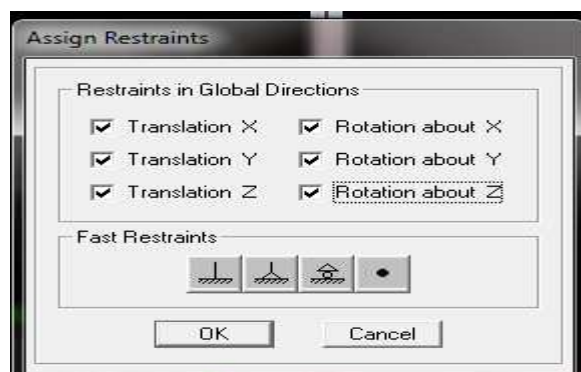 Assign Restraints
Restraints in Global Directions
Translation X Rotation about X
Translation Y Rotation about Y
Translation Z Rotation about Z
Fast Restraints
OK Cancel